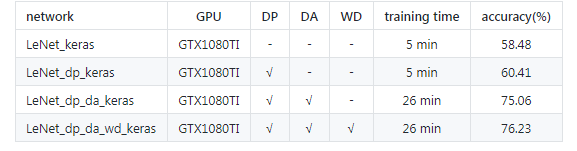 network GPU DP DA WD training time accuracy(%)
LeNet_keras GTX1080TI - - - 5 min 58.48
LeNet_dp_keras GTX1080TI √ - - 5 min 60.41
LeNet_dp_da_keras GTX1080TI √ √ - 26 min 75.06
LeNet_dp_da_wd_keras GTX1080TI √ √ √ 26 min 76.23